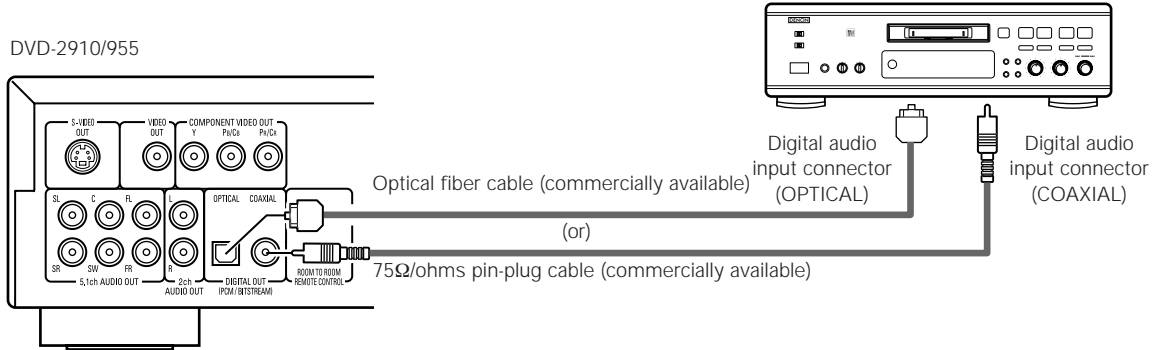 DVD-2910/955
DENON
S-VIDEO OUT
VIDEO OUT
COMPONENT VIDEO OUT
Y PB/CB PR/CR
SL C FL L
OPTICAL COAXIAL
SR SW FR R
5.1ch AUDIO OUT
2ch AUDIO OUT
DIGITAL OUT
(PCM / BITSTREAM)
ROOM TO ROOM
REMOTE CONTROL
Optical fiber cable (commercially available)
(or)
75Ω/ohms pin-plug cable (commercially available)
Digital audio
input connector
(OPTICAL)
Digital audio
input connector
(COAXIAL)